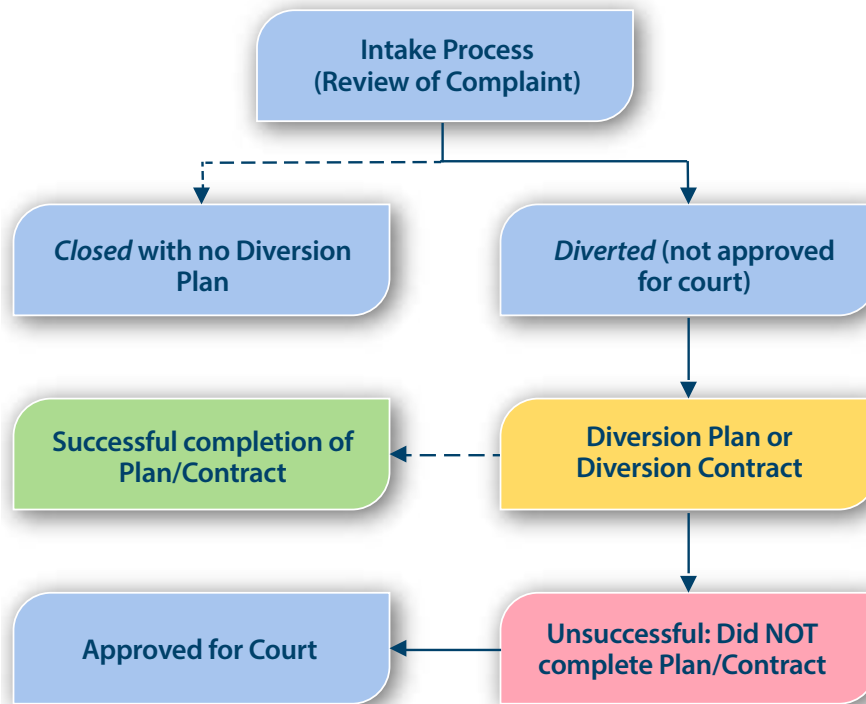 Intake Process
(Review of Complaint)
Closed with no Diversion
Plan
Diverted (not approved
for court)
Successful completion of
Plan/Contract
Diversion Plan or
Diversion Contract
Approved for Court
Unsuccessful: Did NOT
complete Plan/Contract